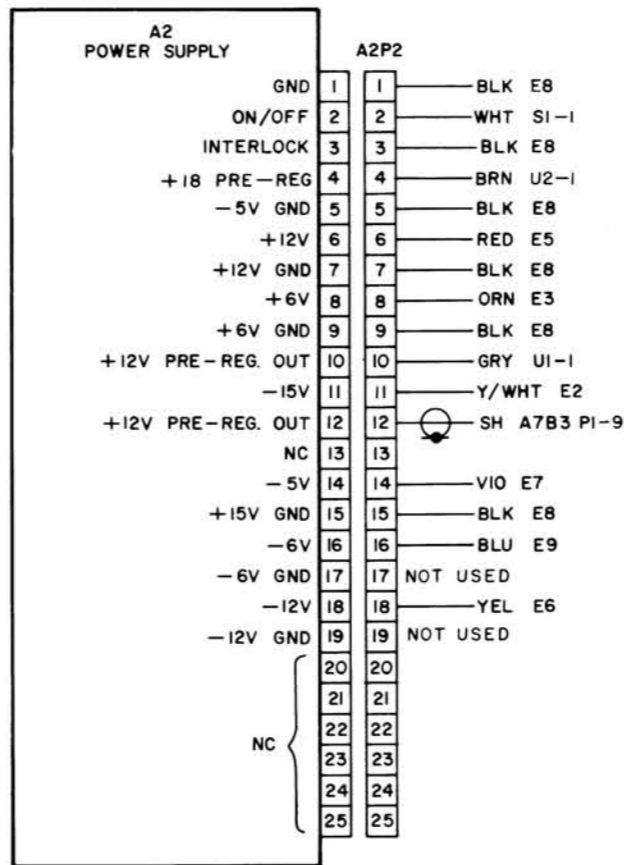 A2
POWER SUPPLY
A2P2
GND 1 1 BLK E8
ON/OFF 2 2 WHT S1-1
INTERLOCK 3 3 BLK E8
+18 PRE-REG 4 4 BRN U2-1
-5V GND 5 5 BLK E8
+12V 6 6 RED E5
+12V GND 7 7 BLK E8
+6V 8 8 ORN E3
+6V GND 9 9 BLK E8
+12V PRE-REG. OUT 10 10 GRY U1-1
-15V 11 11 Y/WHT E2
+12V PRE-REG. OUT 12 12 SH A7B3 P1-9
NC 13 13
-5V 14 14 VIO E7
+15V GND 15 15 BLK E8
-6V 16 16 BLU E9
-6V GND 17 17 NOT USED
-12V 18 18 YEL E6
-12V GND 19 19 NOT USED
20 20
21 21
22 22
NC
23 23
24 24
25 25